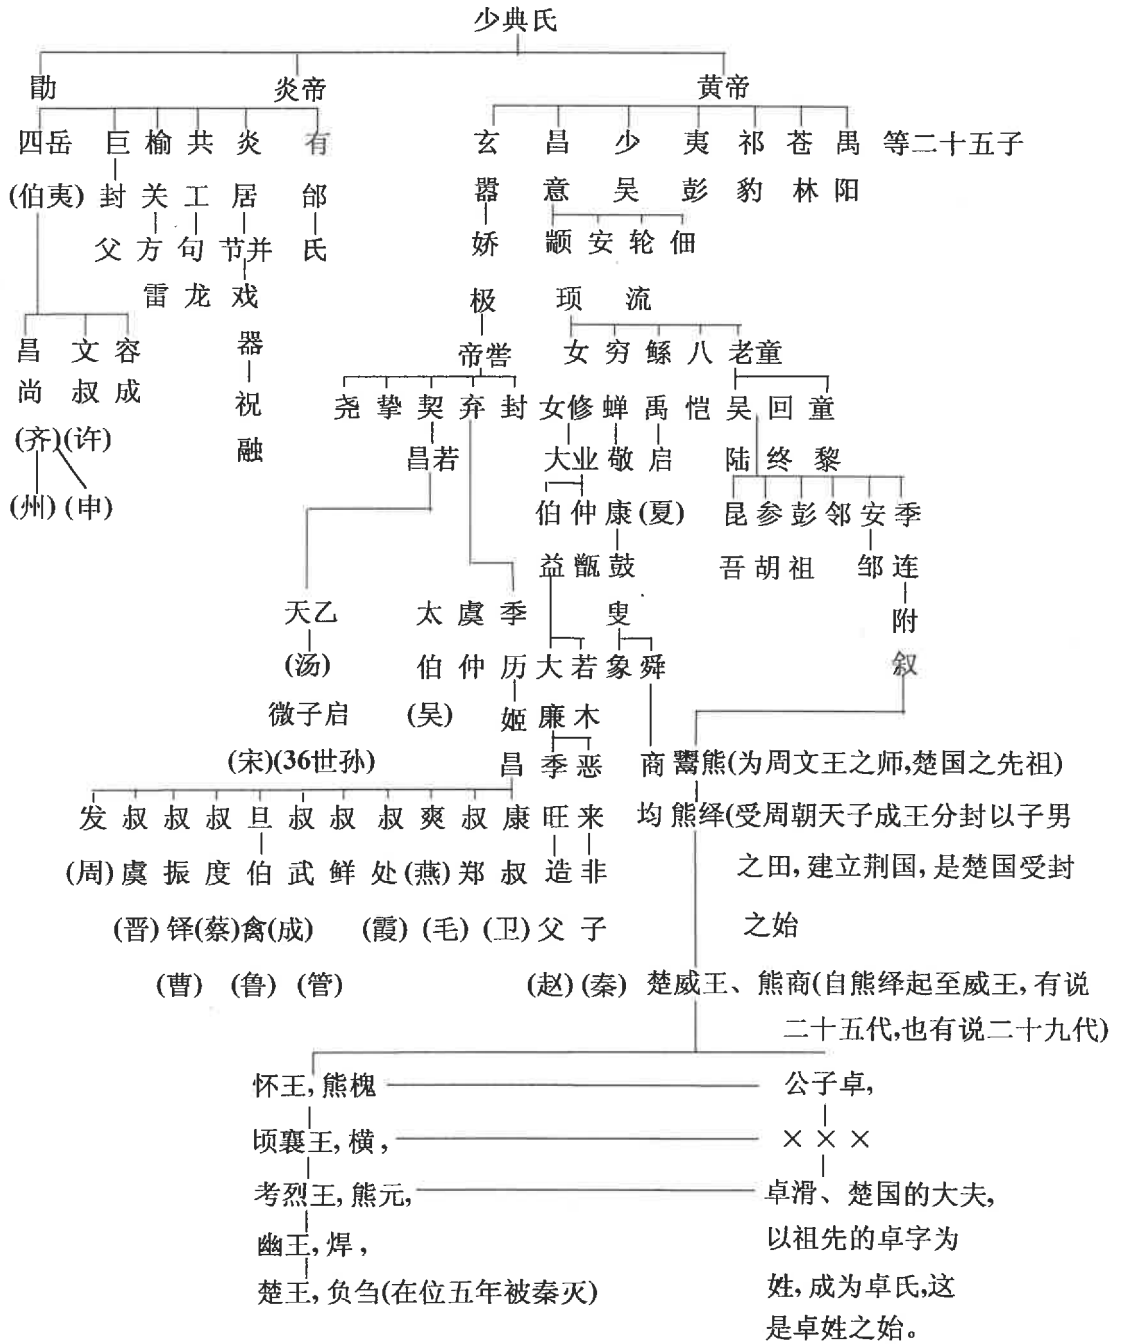 少典氏
勖 炎帝 黄帝
四岳 巨 榆 共 炎 有 玄 昌 少 夷 祁 苍 禺 等二十五子
(伯夷) 封 关 工 居 邰 嚣 意 吴 彭 豹 林 阳
父 方 句 节并 氏 娇 颛 安 轮 佃
雷 龙 戏 极 顼 流
昌 文 容 器 帝喾 女 穷 鲧 八 老童
尚 叔 成 祝 尧 挚 契 弃 封 女修 蝉 禹 恺 吴 回 童
(齐)(许) 融 昌若 大业 敬 启 陆 终 黎
(州)(申) 伯 仲 康 (夏) 昆 参 彭 邻 安 季
益 甑 鼓 吾 胡 祖 邹 连
天乙 太 虞 季 叟 附
(汤) 伯 仲 历 大 若 象 舜 叙
微子启 (吴) 姬 廉 木
(宋)(36世孙) 昌 季 恶 商 鬻熊(为周文王之师,楚国之先祖)
发 叔 叔 叔 旦 叔 叔 叔 爽 叔 康 旺 来 均 熊绎(受周朝天子成王分封以子男
(周) 虞 振 度 伯 武 鲜 处 (燕) 郑 叔 造 非 之田,建立荆国,是楚国受封
(晋) 铎(蔡)禽(成) (霞) (毛) (卫) 父 子 之始
(曹) (鲁) (管) (赵) (秦) 楚威王、熊商(自熊绎起至威王,有说
二十五代,也有说二十九代)
怀王,熊槐 公子卓,
顷襄王,横, × × ×
考烈王,熊元, 卓滑、楚国的大夫,
幽王,焊, 以祖先的卓字为
楚王,负刍(在位五年被秦灭) 姓,成为卓氏,这
是卓姓之始。